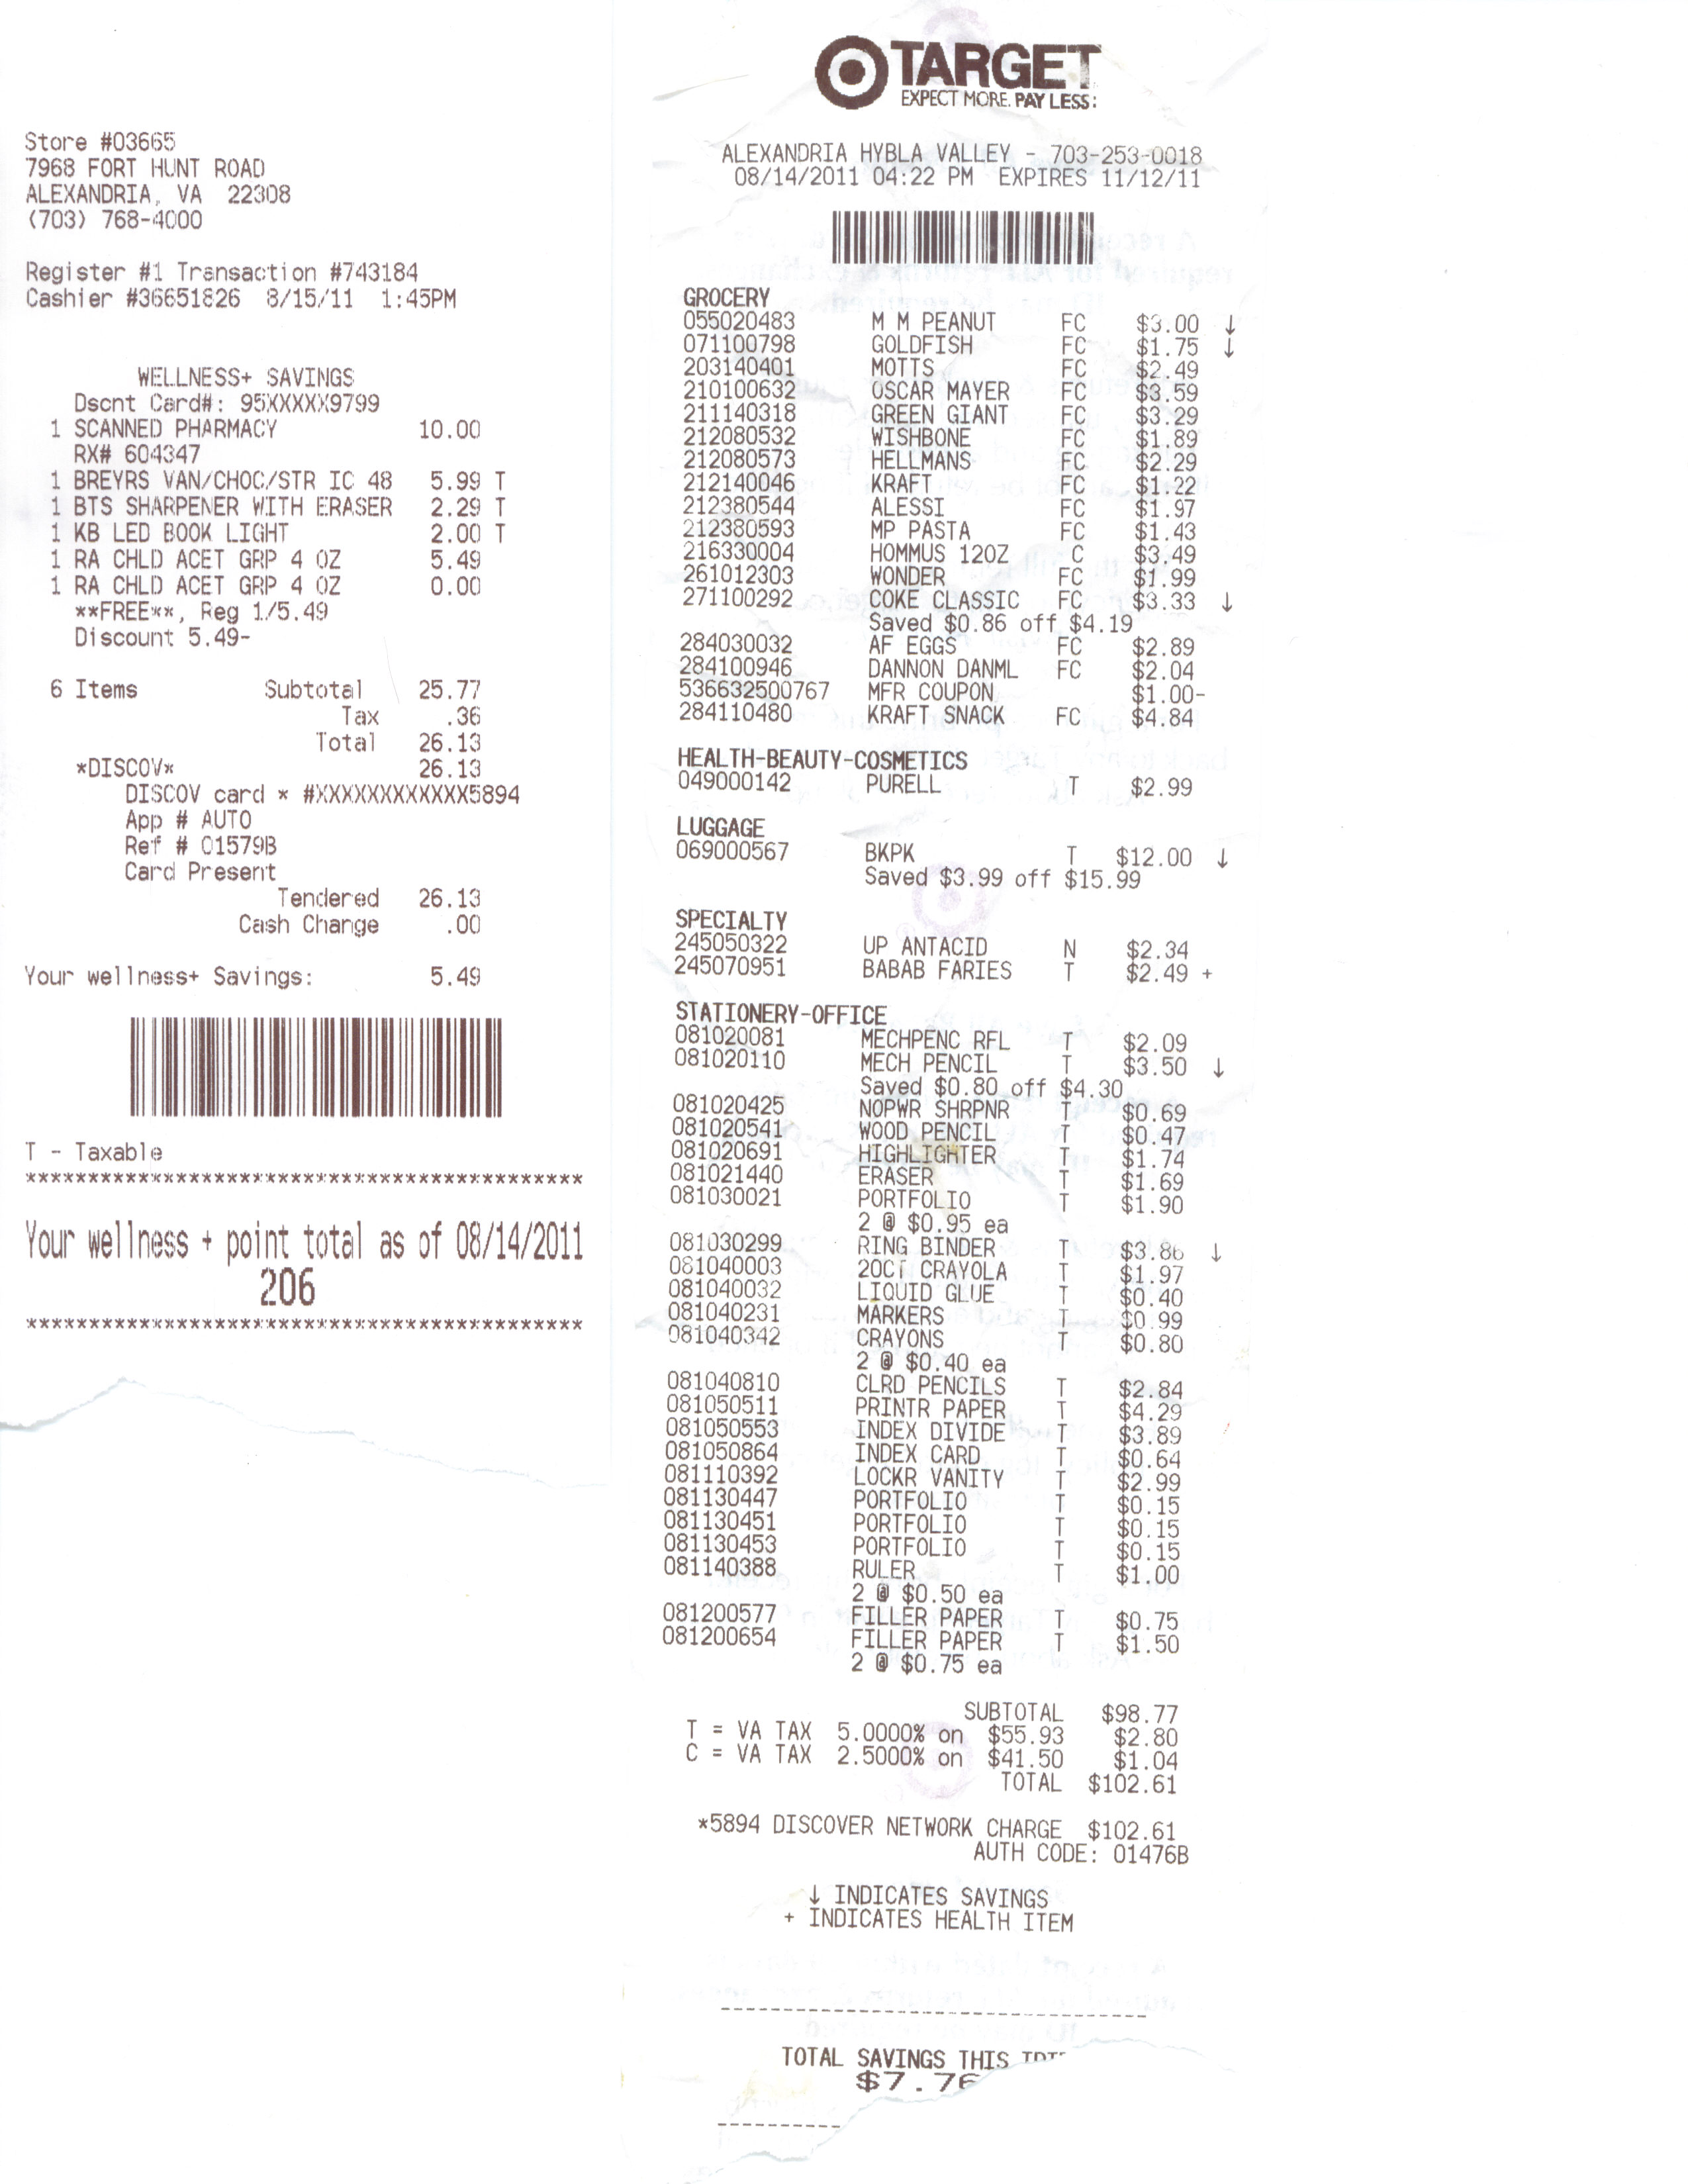 Store #03665
7968 FORT HUNT ROAD
ALEXANDRIA, VA 22308
(703) 768-4000
Register #1 Transaction #743184
Cashier #36651826 8/15/11 1:45PM
WELLNESS+ SAVINGS
Dscnt Card#: 95XXXXXX9799
1 SCANNED PHARMACY 10.00
RX# 604347
1 BREYRS VAN/CHOC/STR IC 48 5.99 T
1 BTS SHARPENER WITH ERASER 2.29 T
1 KB LED BOOK LIGHT 2.00 T
1 RA CHLD ACET GRP 4 OZ 5.49
1 RA CHLD ACET GRP 4 OZ 0.00
**FREE**, Reg 1/5.49
Discount 5.49-
6 Items Subtotal 25.77
Tax .36
Total 26.13
*DISCOV* 26.13
DISCOV card * #XXXXXXXXXXXX5894
App # AUTO
Ref # 01579B
Card Present
Tendered 26.13
Cash Change .00
Your wellness+ Savings: 5.49
T - Taxable
********************************************
Your wellness + point total as of 08/14/2011
206
********************************************
TARGET
EXPECT MORE. PAY LESS.
ALEXANDRIA HYBLA VALLEY - 703-253-0018
08/14/2011 04:22 PM EXPIRES 11/12/11
GROCERY
055020483 M M PEANUT FC $3.00 ↓
071100798 GOLDFISH FC $1.75 ↓
203140401 MOTTS FC $2.49
210100632 OSCAR MAYER FC $3.59
211140318 GREEN GIANT FC $3.29
212080532 WISHBONE FC $1.89
212080573 HELLMANS FC $2.29
212140046 KRAFT FC $1.22
212380544 ALESSI FC $1.97
212380593 MP PASTA FC $1.43
216330004 HOMMUS 12OZ C $3.49
261012303 WONDER FC $1.99
271100292 COKE CLASSIC FC $3.33 ↓
Saved $0.86 off $4.19
284030032 AF EGGS FC $2.89
284100946 DANNON DANML FC $2.04
536632500767 MFR COUPON $1.00-
284110480 KRAFT SNACK FC $4.84
HEALTH-BEAUTY-COSMETICS
049000142 PURELL T $2.99
LUGGAGE
069000567 BKPK T $12.00 ↓
Saved $3.99 off $15.99
SPECIALTY
245050322 UP ANTACID N $2.34
245070951 BABAB FARIES T $2.49 +
STATIONERY-OFFICE
081020081 MECHPENC RFL T $2.09
081020110 MECH PENCIL T $3.50 ↓
Saved $0.80 off $4.30
081020425 NOPWR SHRPNR T $0.69
081020541 WOOD PENCIL T $0.47
081020691 HIGHLIGHTER T $1.74
081021440 ERASER T $1.69
081030021 PORTFOLIO T $1.90
2 @ $0.95 ea
081030299 RING BINDER T $3.86 ↓
081040003 20CT CRAYOLA T $1.97
081040032 LIQUID GLUE T $0.40
081040231 MARKERS T $0.99
081040342 CRAYONS T $0.80
2 @ $0.40 ea
081040810 CLRD PENCILS T $2.84
081050511 PRINTR PAPER T $4.29
081050553 INDEX DIVIDE T $3.89
081050864 INDEX CARD T $0.64
081110392 LOCKR VANITY T $2.99
081130447 PORTFOLIO T $0.15
081130451 PORTFOLIO T $0.15
081130453 PORTFOLIO T $0.15
081140388 RULER T $1.00
2 @ $0.50 ea
081200577 FILLER PAPER T $0.75
081200654 FILLER PAPER T $1.50
2 @ $0.75 ea
SUBTOTAL $98.77
T = VA TAX 5.0000% on $55.93 $2.80
C = VA TAX 2.5000% on $41.50 $1.04
TOTAL $102.61
*5894 DISCOVER NETWORK CHARGE $102.61
AUTH CODE: 01476B
↓ INDICATES SAVINGS
+ INDICATES HEALTH ITEM
TOTAL SAVINGS THIS
$7.76